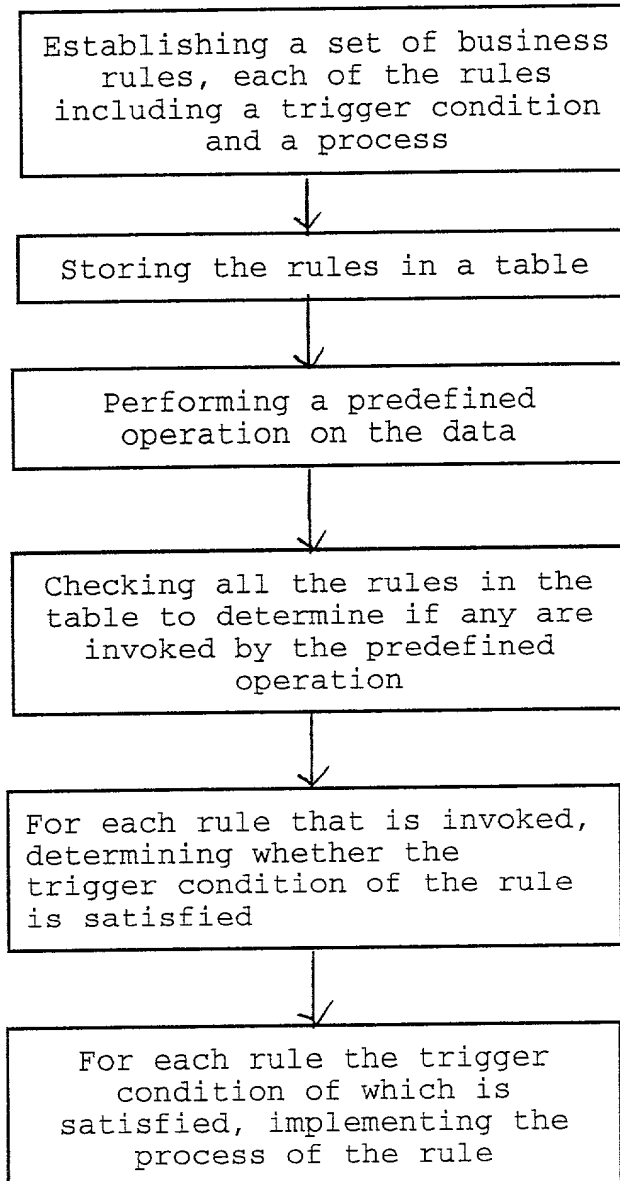 Establishing a set of business
rules, each of the rules
including a trigger condition
and a process
Storing the rules in a table
Performing a predefined
operation on the data
Checking all the rules in the
table to determine if any are
invoked by the predefined
operation
For each rule that is invoked,
determining whether the
trigger condition of the rule
is satisfied
For each rule the trigger
condition of which is
satisfied, implementing the
process of the rule